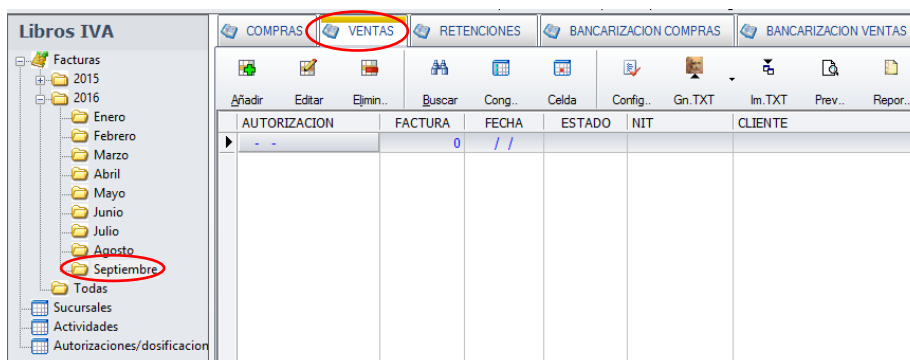 Libros IVA
Facturas
2015
2016
Enero
Febrero
Marzo
Abril
Mayo
Junio
Julio
Agosto
Septiembre
Todas
Sucursales
Actividades
Autorizaciones/dosificacion
COMPRAS VENTAS RETENCIONES BANCARIZACION COMPRAS BANCARIZACION VENTAS
Añadir Editar Elimin.. Buscar Cong.. Celda Config.. Gn.TXT Im.TXT Prev.. Repor..
AUTORIZACION FACTURA FECHA ESTADO NIT CLIENTE
- - 0 / /